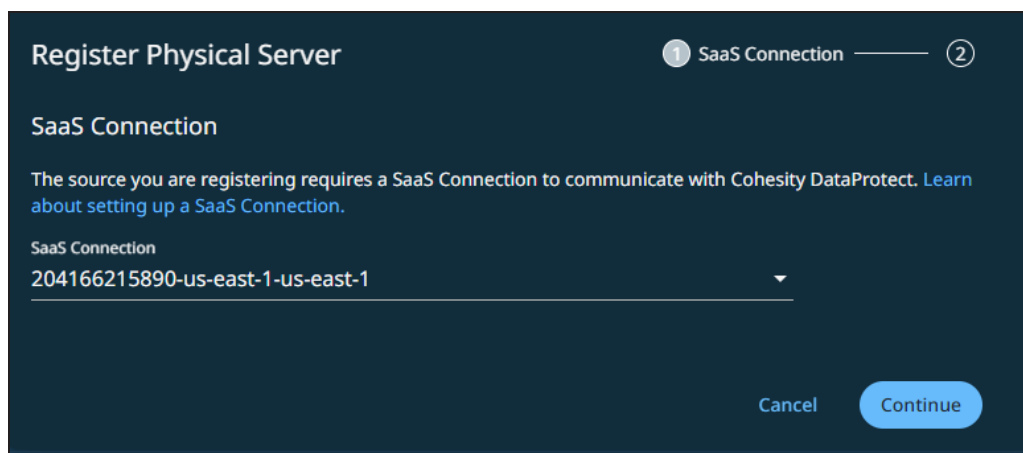 Register Physical Server
1 SaaS Connection 2
SaaS Connection
The source you are registering requires a SaaS Connection to communicate with Cohesity DataProtect. Learn
about setting up a SaaS Connection.
SaaS Connection
204166215890-us-east-1-us-east-1
Cancel Continue